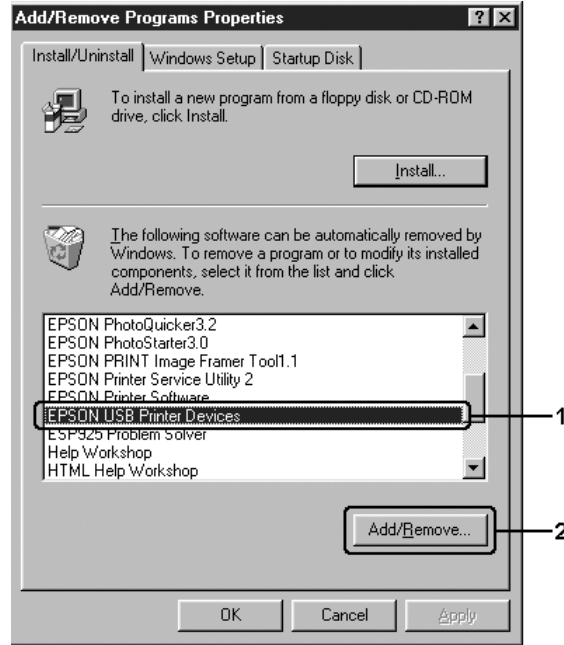 Add/Remove Programs Properties
Install/Uninstall
Windows Setup
Startup Disk
To install a new program from a floppy disk or CD-ROM
drive, click Install.
Install...
The following software can be automatically removed by
Windows. To remove a program or to modify its installed
components, select it from the list and click
Add/Remove.
EPSON PhotoQuicker3.2
EPSON PhotoStarter3.0
EPSON PRINT Image Framer Tool1.1
EPSON Printer Service Utility 2
EPSON Printer Software
EPSON USB Printer Devices
1
ESP925 Problem Solver
Help Workshop
HTML Help Workshop
Add/Remove...
2
OK
Cancel
Apply